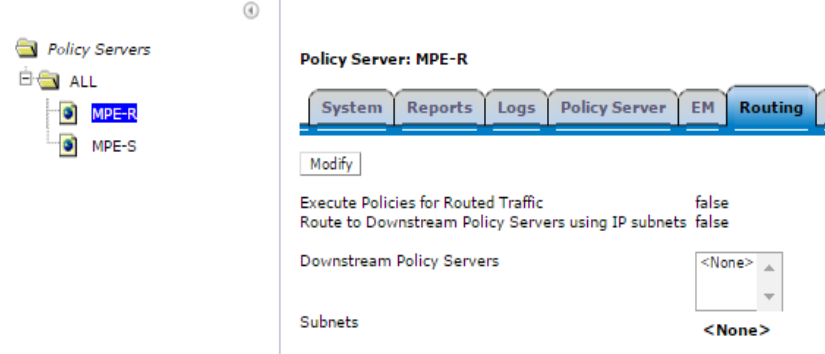 Policy Servers
ALL
MPE-R
MPE-S
Policy Server: MPE-R
System Reports Logs Policy Server EM Routing
Modify
Execute Policies for Routed Traffic false
Route to Downstream Policy Servers using IP subnets false
Downstream Policy Servers <None>
Subnets <None>